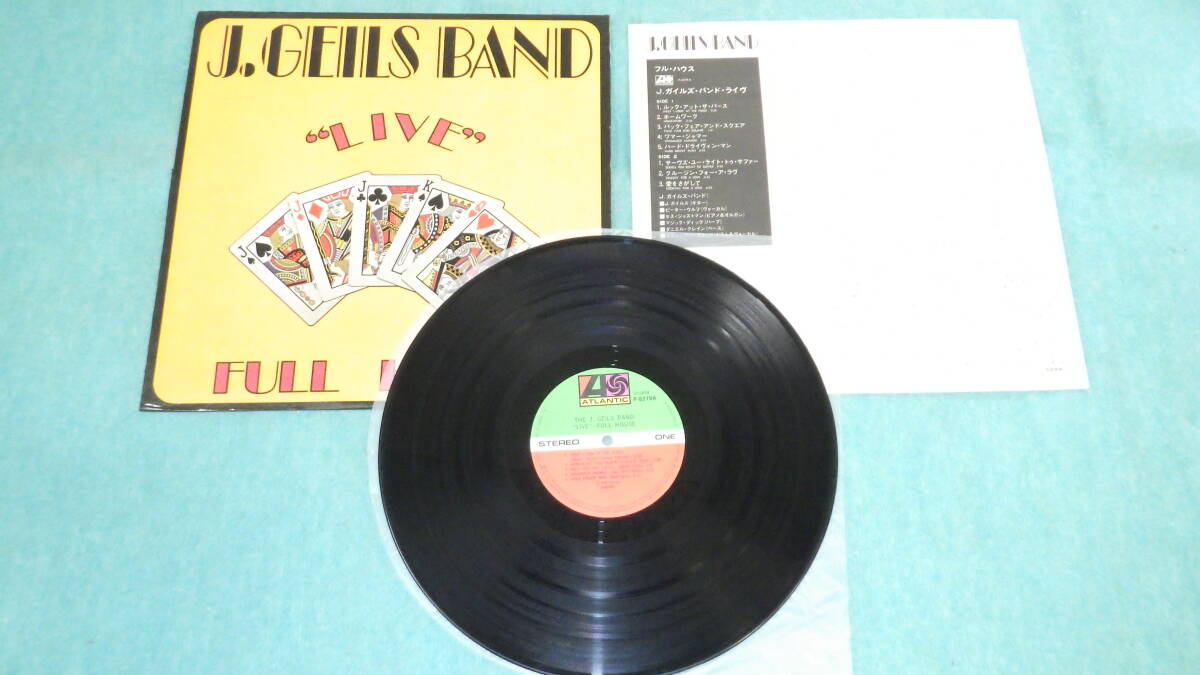 J. GEILS BAND
"LIVE"
J
J
J
K
Q
FULL
J. GEILS BAND
フル・ハウス
J.ガイルズ・バンド・ライヴ
SIDE 1
1. ルック・アット・ザ・パース
2. ホームワーク
3. パック・フェア・アンド・スクエア
4. ワマー・ジャマー
5. ハード・ドライヴィン・マン
SIDE 2
1. サーヴズ・ユー・ライト・トゥ・サファー
2. クルージン・フォー・ア・ラヴ
3. 愛をさがして
J.ガイルズ・バンド
■J.ガイルズ(ギター)
■ピーター・ウルフ(ヴォーカル)
■セス・ジャストマン(ピアノ&オルガン)
■マジック・ディック(ハープ)
■ダニエル・クレイン(ベース)
ATLANTIC
P-8279A
THE J. GEILS BAND
"LIVE" - FULL HOUSE
STEREO ONE